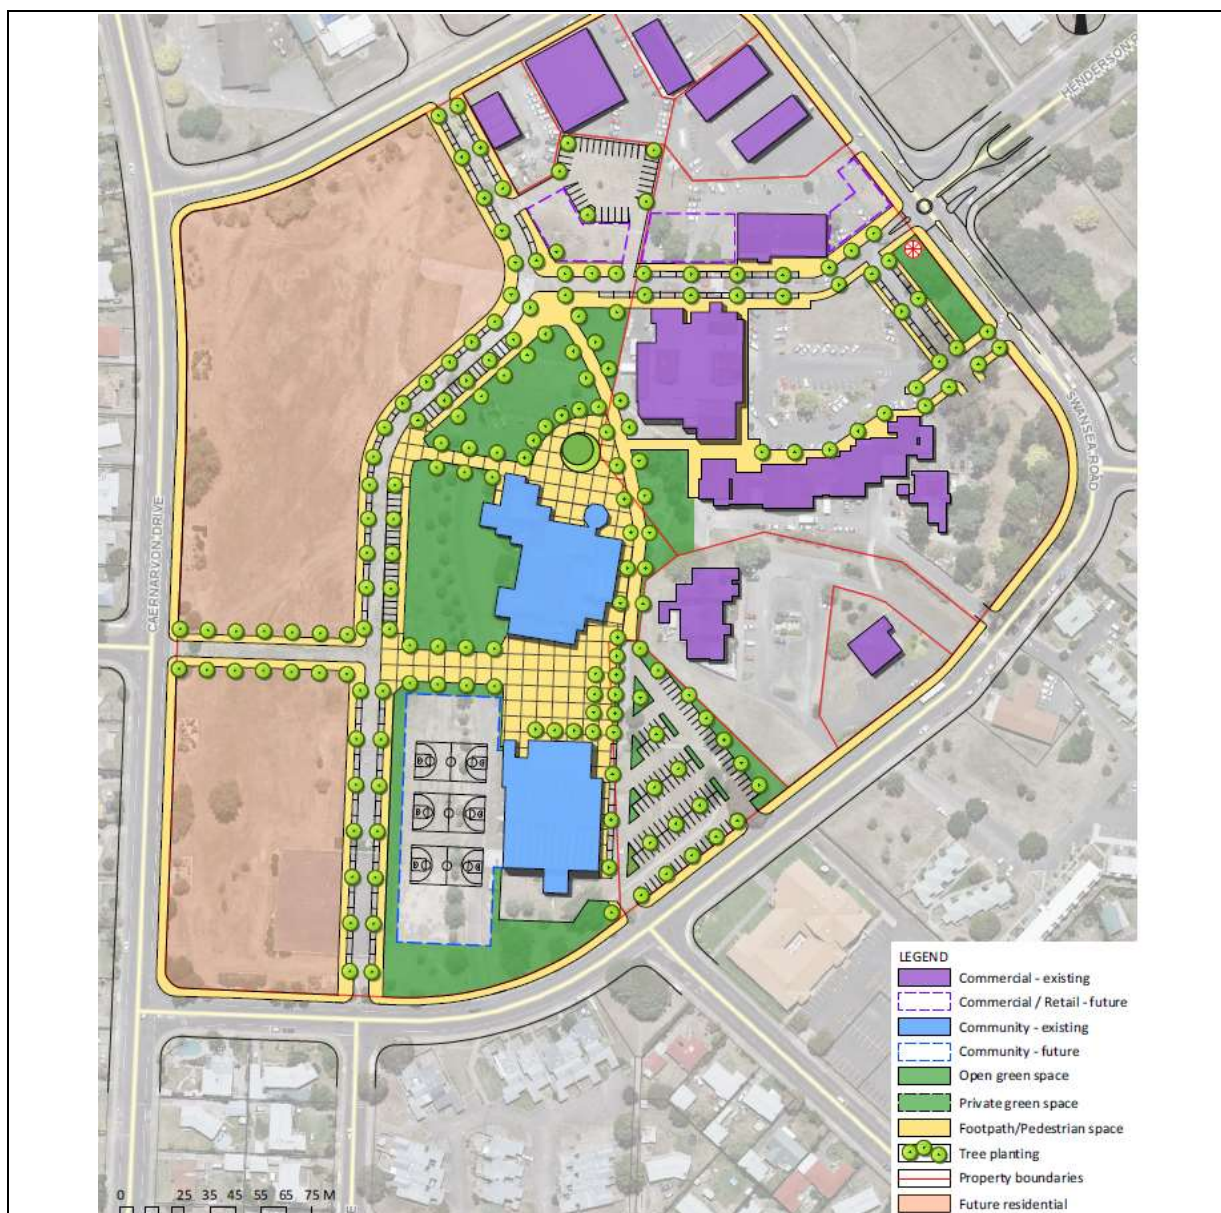 HENDERSON
SWANSEA ROAD
CAERNARVON DRIVE
LEGEND
Commercial - existing
Commercial / Retail - future
Community - existing
Community - future
Open green space
Private green space
Footpath/Pedestrian space
Tree planting
Property boundaries
Future residential
0 25 35 45 55 65 75 M